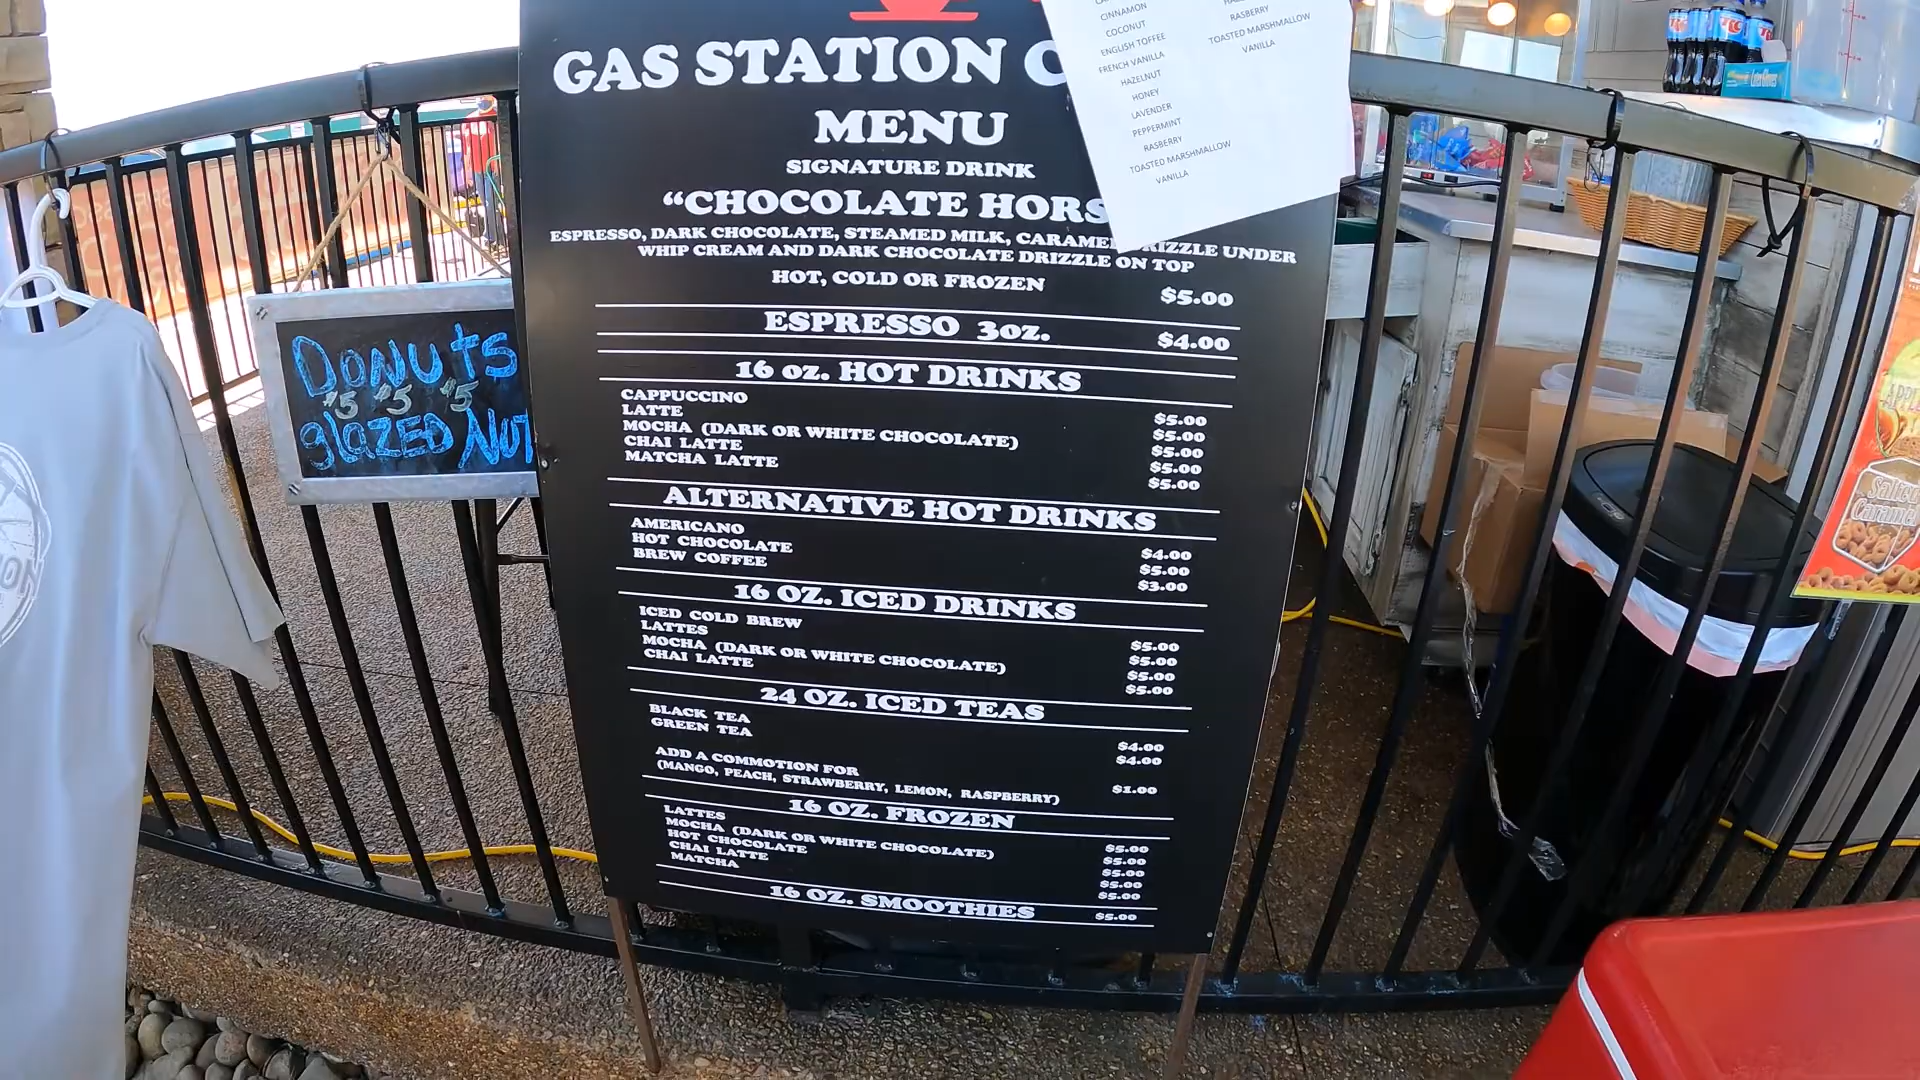 GAS STATION
MENU
SIGNATURE DRINK
"CHOCOLATE
ESPRESSO, DARK CHOCOLATE, STEAMED MILK, CARAMEL DRIZZLE UNDER
WHIP CREAM AND DARK CHOCOLATE DRIZZLE ON TOP
HOT, COLD OR FROZEN $5.00
ESPRESSO 3OZ. $4.00
16 OZ. HOT DRINKS
CAPPUCCINO $5.00
LATTE $5.00
MOCHA (DARK OR WHITE CHOCOLATE) $5.00
CHAI LATTE $5.00
MATCHA LATTE $5.00
ALTERNATIVE HOT DRINKS
AMERICANO $4.00
HOT CHOCOLATE $5.00
BREW COFFEE $3.00
16 OZ. ICED DRINKS
ICED COLD BREW $5.00
LATTES $5.00
MOCHA (DARK OR WHITE CHOCOLATE) $5.00
CHAI LATTE $5.00
24 OZ. ICED TEAS
BLACK TEA $4.00
GREEN TEA $4.00
ADD A COMMOTION FOR
(MANGO, PEACH, STRAWBERRY, LEMON, RASPBERRY) $1.00
16 OZ. FROZEN
LATTES $5.00
MOCHA (DARK OR WHITE CHOCOLATE) $5.00
HOT CHOCOLATE $5.00
CHAI LATTE $5.00
MATCHA $5.00
16 OZ. SMOOTHIES $5.00
CINNAMON
COCONUT
ENGLISH TOFFEE
FRENCH VANILLA
HAZELNUT
HONEY
LAVENDER
PEPPERMINT
RASBERRY
TOASTED MARSHMALLOW
VANILLA
RASBERRY
TOASTED MARSHMALLOW
VANILLA
DONUTS
$5 $5 $5
glazed
Salted
Caramel